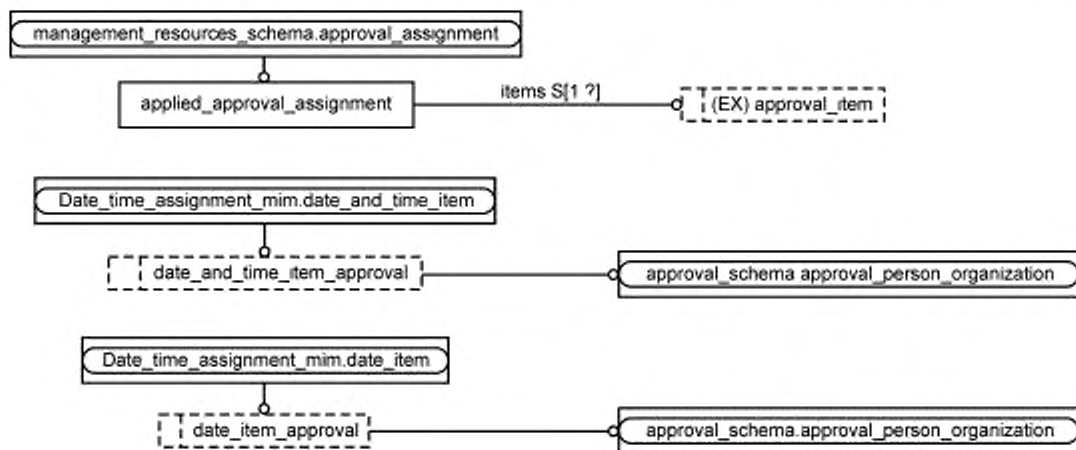 management_resources_schema.approval_assignment
applied_approval_assignment
items S[1 ?]
(EX) approval_item
Date_time_assignment_mim.date_and_time_item
date_and_time_item_approval
approval_schema approval_person_organization
Date_time_assignment_mim.date_item
date_item_approval
approval_schema.approval_person_organization